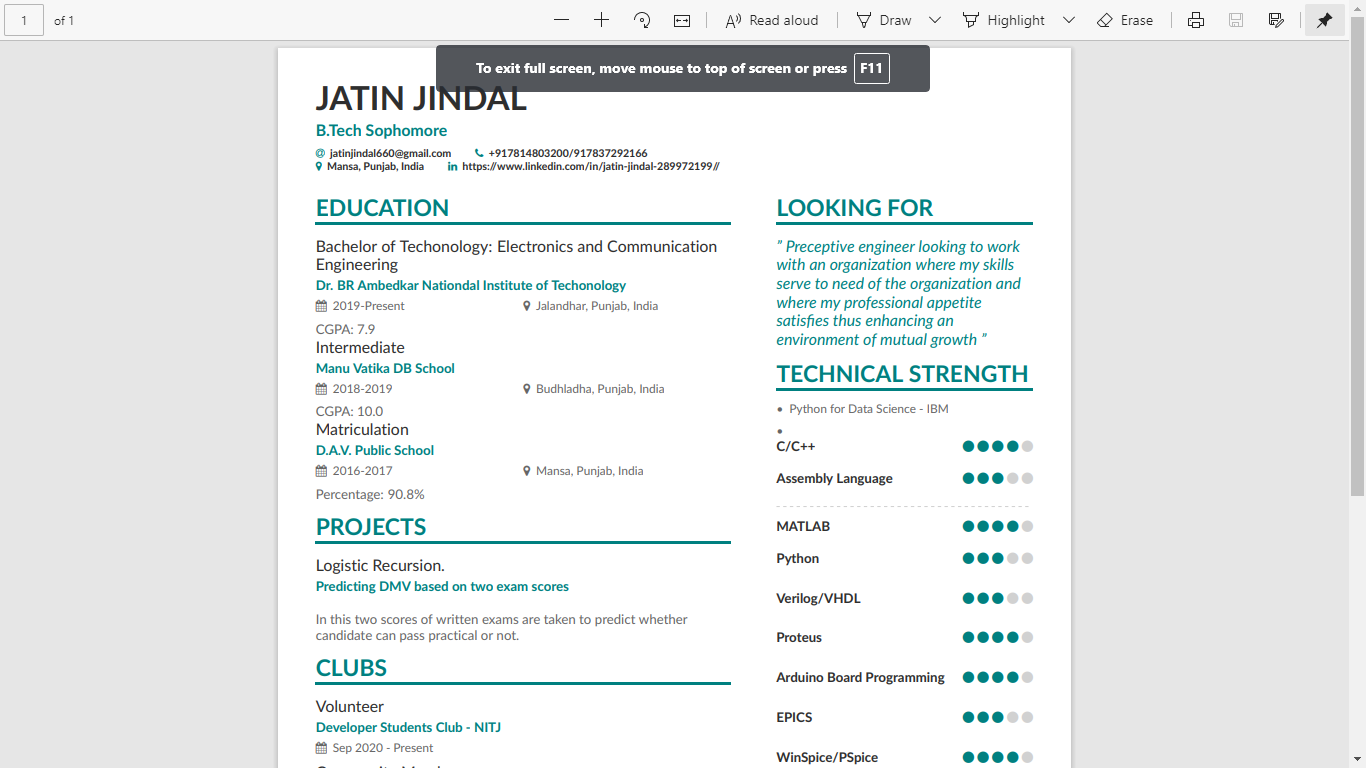 1 of 1 Read aloud Draw Highlight Erase
To exit full screen, move mouse to top of screen or press F11
JATIN JINDAL
B.Tech Sophomore
@ jatinjindal660@gmail.com +917814803200/917837292166
Mansa, Punjab, India in https://www.linkedin.com/in/jatin-jindal-289972199//
EDUCATION
Bachelor of Techonology: Electronics and Communication
Engineering
Dr. BR Ambedkar Nationdal Institute of Techonology
2019-Present Jalandhar, Punjab, India
CGPA: 7.9
Intermediate
Manu Vatika DB School
2018-2019 Budhladha, Punjab, India
CGPA: 10.0
Matriculation
D.A.V. Public School
2016-2017 Mansa, Punjab, India
Percentage: 90.8%
PROJECTS
Logistic Recursion.
Predicting DMV based on two exam scores
In this two scores of written exams are taken to predict whether
candidate can pass practical or not.
CLUBS
Volunteer
Developer Students Club - NITJ
Sep 2020 - Present
LOOKING FOR
” Preceptive engineer looking to work
with an organization where my skills
serve to need of the organization and
where my professional appetite
satisfies thus enhancing an
environment of mutual growth ”
TECHNICAL STRENGTH
• Python for Data Science - IBM
•
C/C++
Assembly Language
MATLAB
Python
Verilog/VHDL
Proteus
Arduino Board Programming
EPICS
WinSpice/PSpice